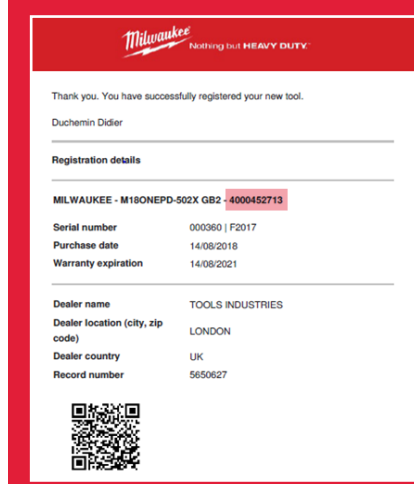 Milwaukee
Nothing but HEAVY DUTY.
Thank you. You have successfully registered your new tool.
Duchemin Didier
Registration details
MILWAUKEE - M18ONEPD-502X GB2 - 4000452713
Serial number 000360 | F2017
Purchase date 14/08/2018
Warranty expiration 14/08/2021
Dealer name TOOLS INDUSTRIES
Dealer location (city, zip
code) LONDON
Dealer country UK
Record number 5650627